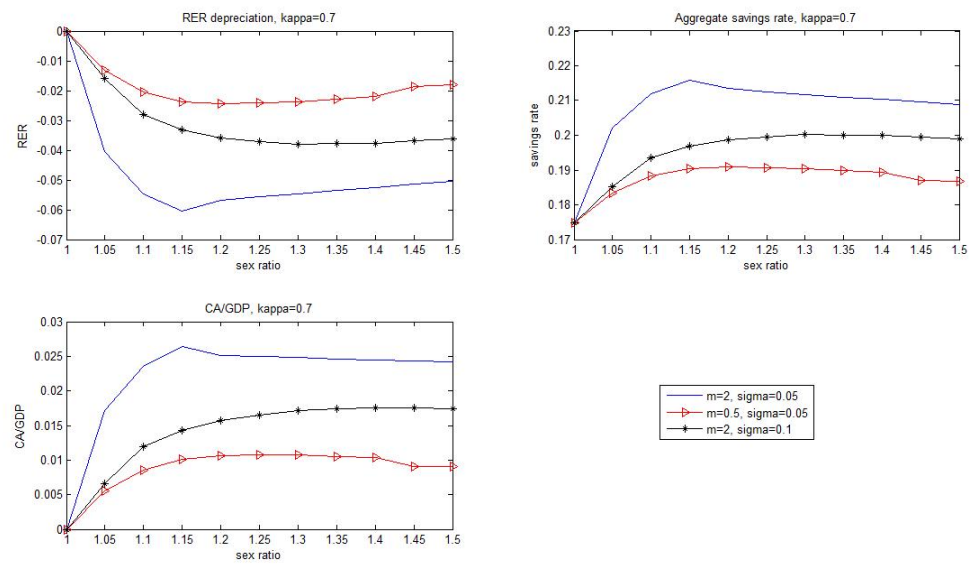 RER depreciation, kappa=0.7
0
-0.01
-0.02
-0.03
-0.04
-0.05
-0.06
-0.07
RER
1 1.05 1.1 1.15 1.2 1.25 1.3 1.35 1.4 1.45 1.5
sex ratio
Aggregate savings rate, kappa=0.7
0.23
0.22
0.21
0.2
0.19
0.18
0.17
savings rate
1 1.05 1.1 1.15 1.2 1.25 1.3 1.35 1.4 1.45 1.5
sex ratio
CA/GDP, kappa=0.7
0.03
0.025
0.02
0.015
0.01
0.005
0
CA/GDP
1 1.05 1.1 1.15 1.2 1.25 1.3 1.35 1.4 1.45 1.5
sex ratio
m=2, sigma=0.05
m=0.5, sigma=0.05
m=2, sigma=0.1